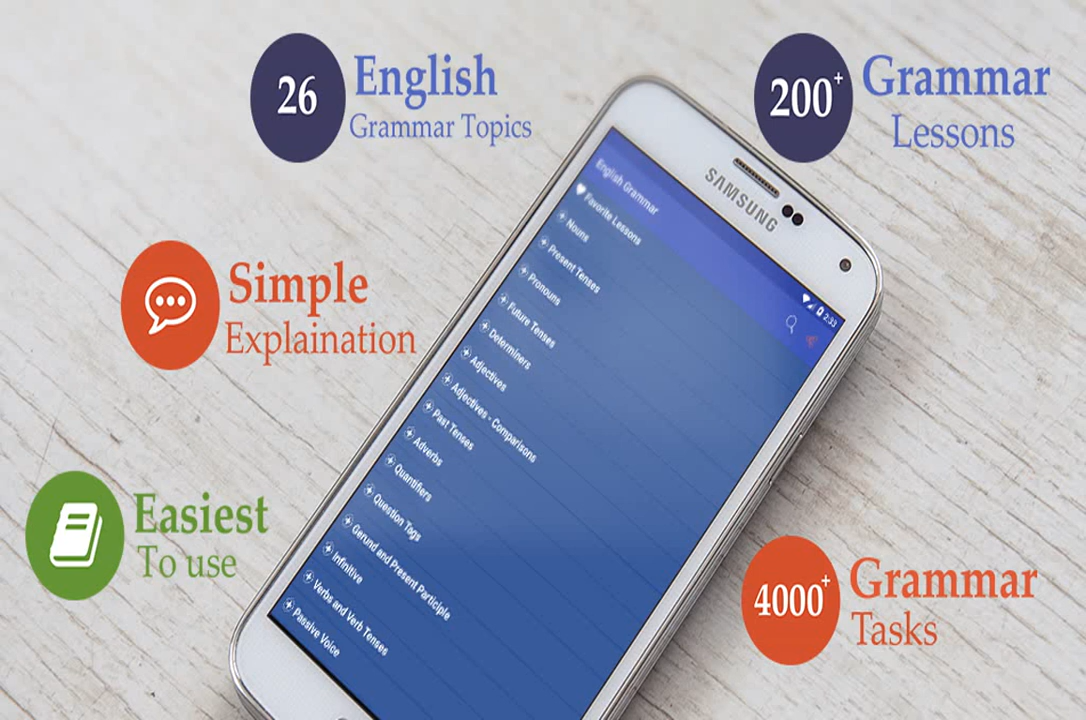 26
English
Grammar Topics
200+
Grammar
Lessons
Simple
Explaination
Easiest
To use
4000+
Grammar
Tasks
SAMSUNG
2:33
English Grammar
Favorite Lessons
Nouns
Present Tenses
Pronouns
Future Tenses
Determiners
Adjectives
Adjectives - Comparisons
Past Tenses
Adverbs
Quantifiers
Question Tags
Gerund and Present Participle
Infinitive
Verbs and Verb Tenses
Passive Voice